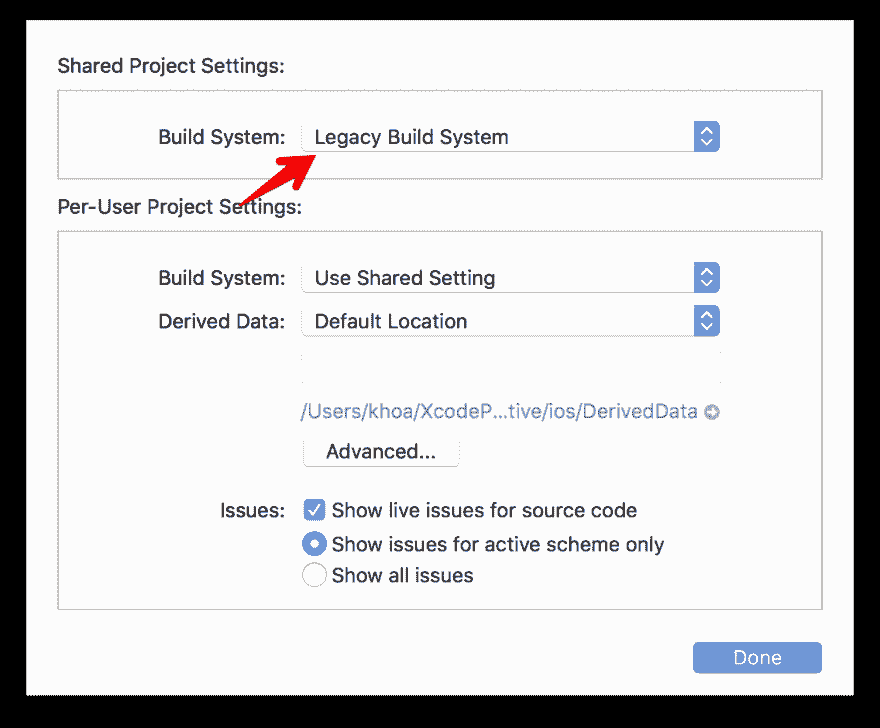 Shared Project Settings:
Build System: Legacy Build System
Per-User Project Settings:
Build System: Use Shared Setting
Derived Data: Default Location
/Users/khoa/XcodeP...tive/ios/DerivedData
Advanced...
Issues: Show live issues for source code
Show issues for active scheme only
Show all issues
Done